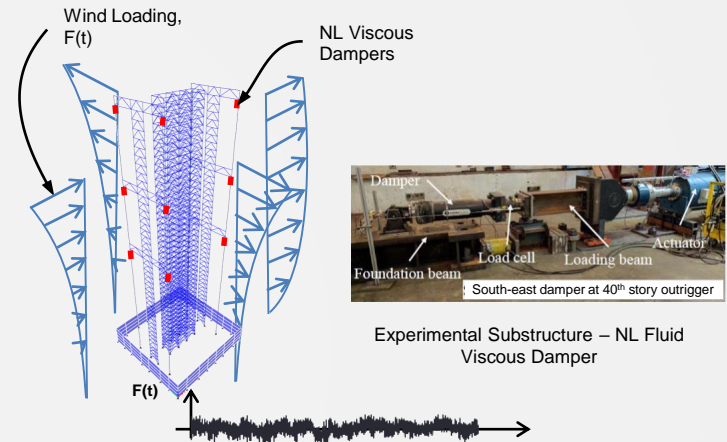 Wind Loading,
F(t)
NL Viscous
Dampers
Damper
Load cell
Actuator
Loading beam
Foundation beam
South-east damper at 40th story outrigger
Experimental Substructure – NL Fluid
Viscous Damper
F(t)